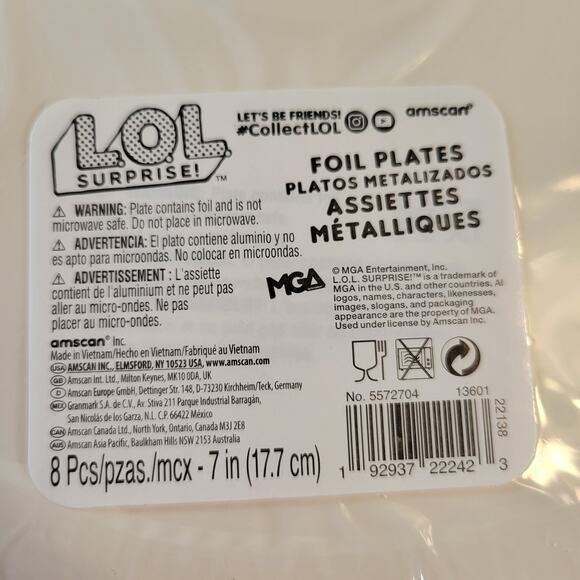 L.O.L.
SURPRISE!™
LET'S BE FRIENDS!
#CollectLOL
amscan®
FOIL PLATES
PLATOS METALIZADOS
ASSIETTES
MÉTALLIQUES
⚠ WARNING: Plate contains foil and is not
microwave safe. Do not place in microwave.
⚠ ADVERTENCIA: El plato contiene aluminio y no
es apto para microondas. No colocar en microondas.
⚠ ADVERTISSEMENT : L'assiette
contient de l'aluminium et ne peut pas
aller au micro-ondes. Ne pas
placer au micro-ondes.
MGA
© MGA Entertainment, Inc.
L.O.L. SURPRISE!™ is a trademark of
MGA in the U.S. and other countries. All
logos, names, characters, likenesses,
images, slogans, and packaging
appearance are the property of MGA.
Used under license by Amscan Inc.
amscan® Inc.
Made in Vietnam/Hecho en Vietnam/Fabriqué au Vietnam
USA AMSCAN INC., ELMSFORD, NY 10523 USA, www.amscan.com
GB Amscan Int. Ltd., Milton Keynes, MK10 0DA, UK
D Amscan Europe GmbH, Dettinger Str. 148, D-73230 Kirchheim/Teck, Germany
MEX Granmark S.A. de C.V., Av. Stiva 211 Parque Industrial Barragán,
San Nicolás de los Garza, N.L. C.P. 66422 México
CAN Amscan Canada Ltd., North York, Ontario, Canada M3J 2E8
AUS Amscan Asia Pacific, Baulkham Hills NSW 2153 Australia
8 Pcs/pzas./mcx - 7 in (17.7 cm)
No. 5572704
13601
22138
1 92937 22242 3